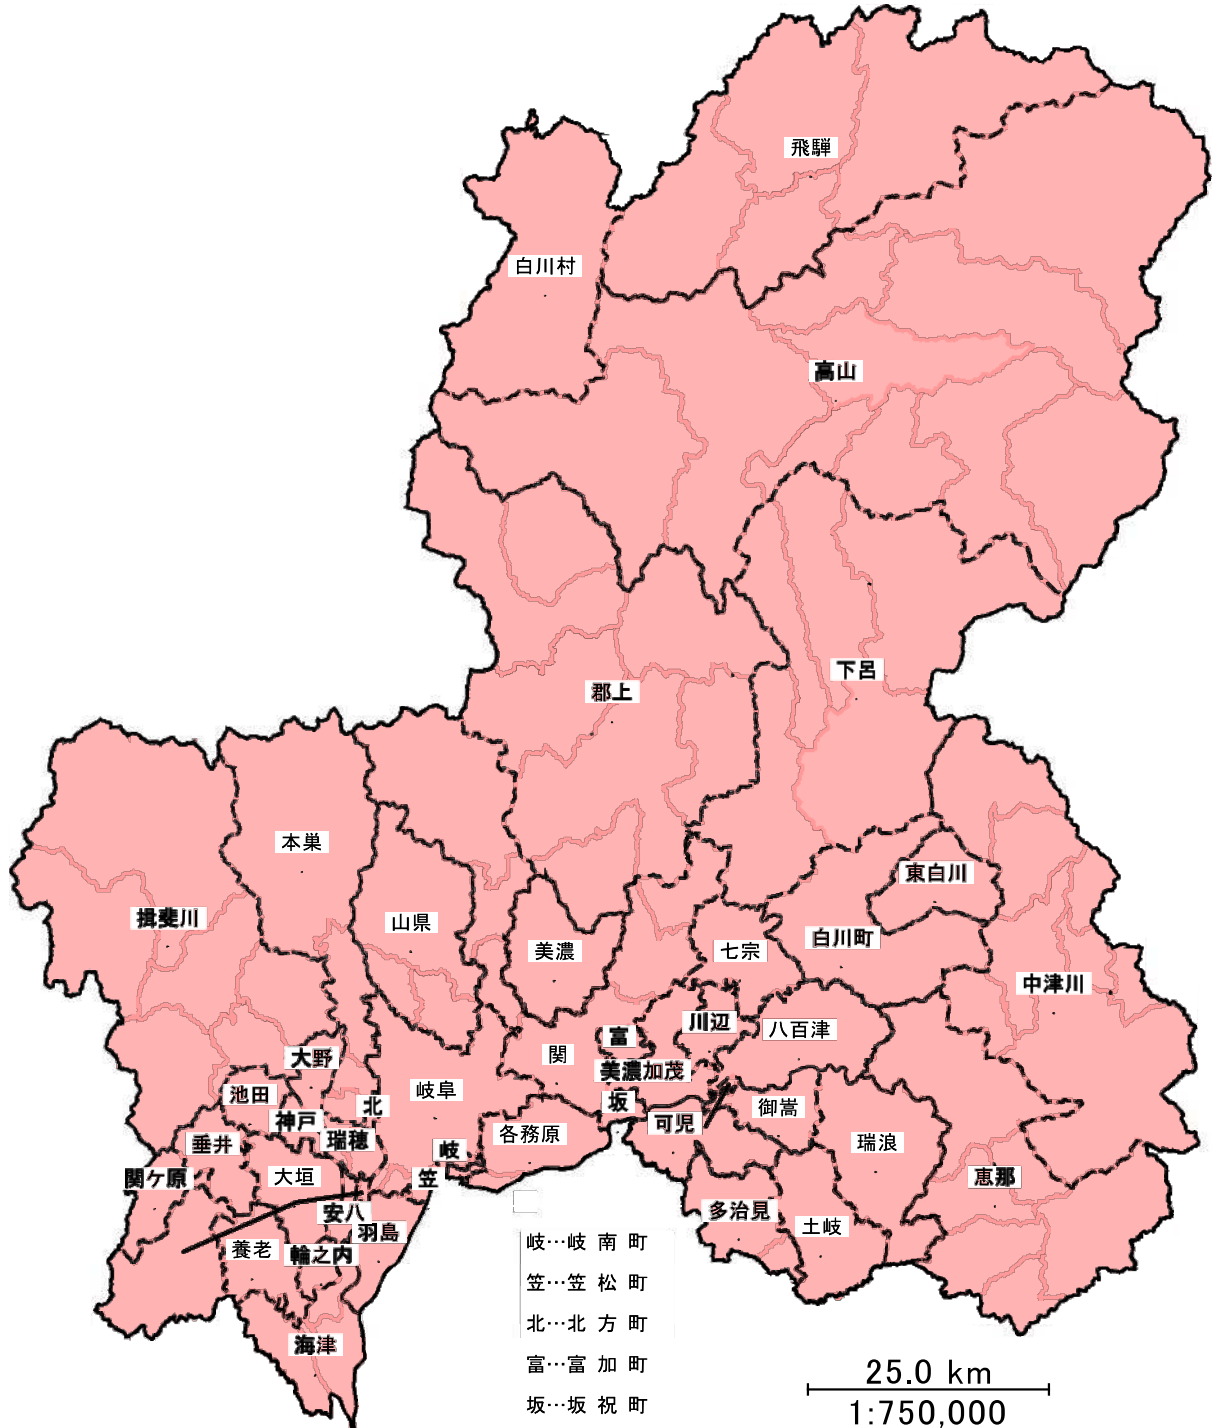 飛騨
白川村
高山
下呂
郡上
本巣
東白川
揖斐川
山県
白川町
美濃
七宗
中津川
川辺
八百津
富
大野
関
美濃加茂
池田
岐阜
北
坂
御嵩
神戸
可児
瑞穂
各務原
垂井
岐
瑞浪
関ケ原
大垣
笠
恵那
安八
多治見
羽島
土岐
養老
輪之内
海津
岐…岐南町
笠…笠松町
北…北方町
富…富加町
坂…坂祝町
25.0 km
1:750,000